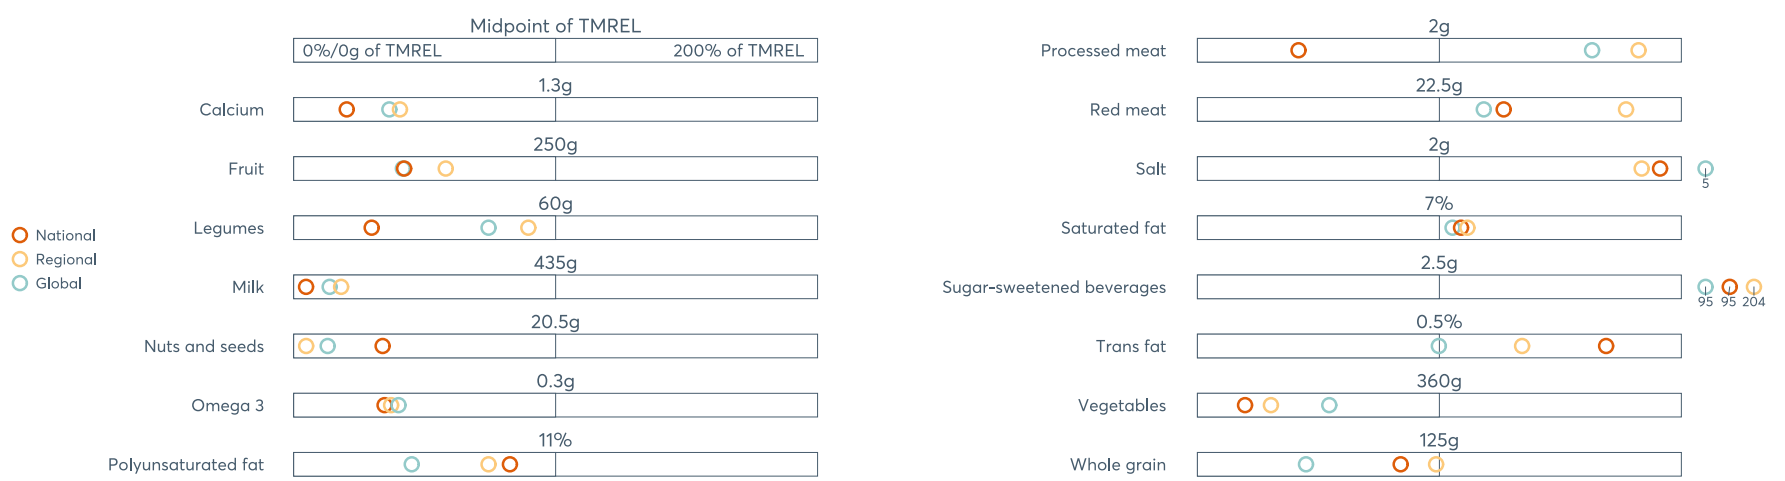 Midpoint of TMREL
0%/0g of TMREL 200% of TMREL
1.3g
Calcium
250g
Fruit
60g
Legumes
435g
Milk
20.5g
Nuts and seeds
0.3g
Omega 3
11%
Polyunsaturated fat
National
Regional
Global
2g
Processed meat
22.5g
Red meat
2g
Salt
5
7%
Saturated fat
2.5g
Sugar-sweetened beverages
95 95 204
0.5%
Trans fat
360g
Vegetables
125g
Whole grain